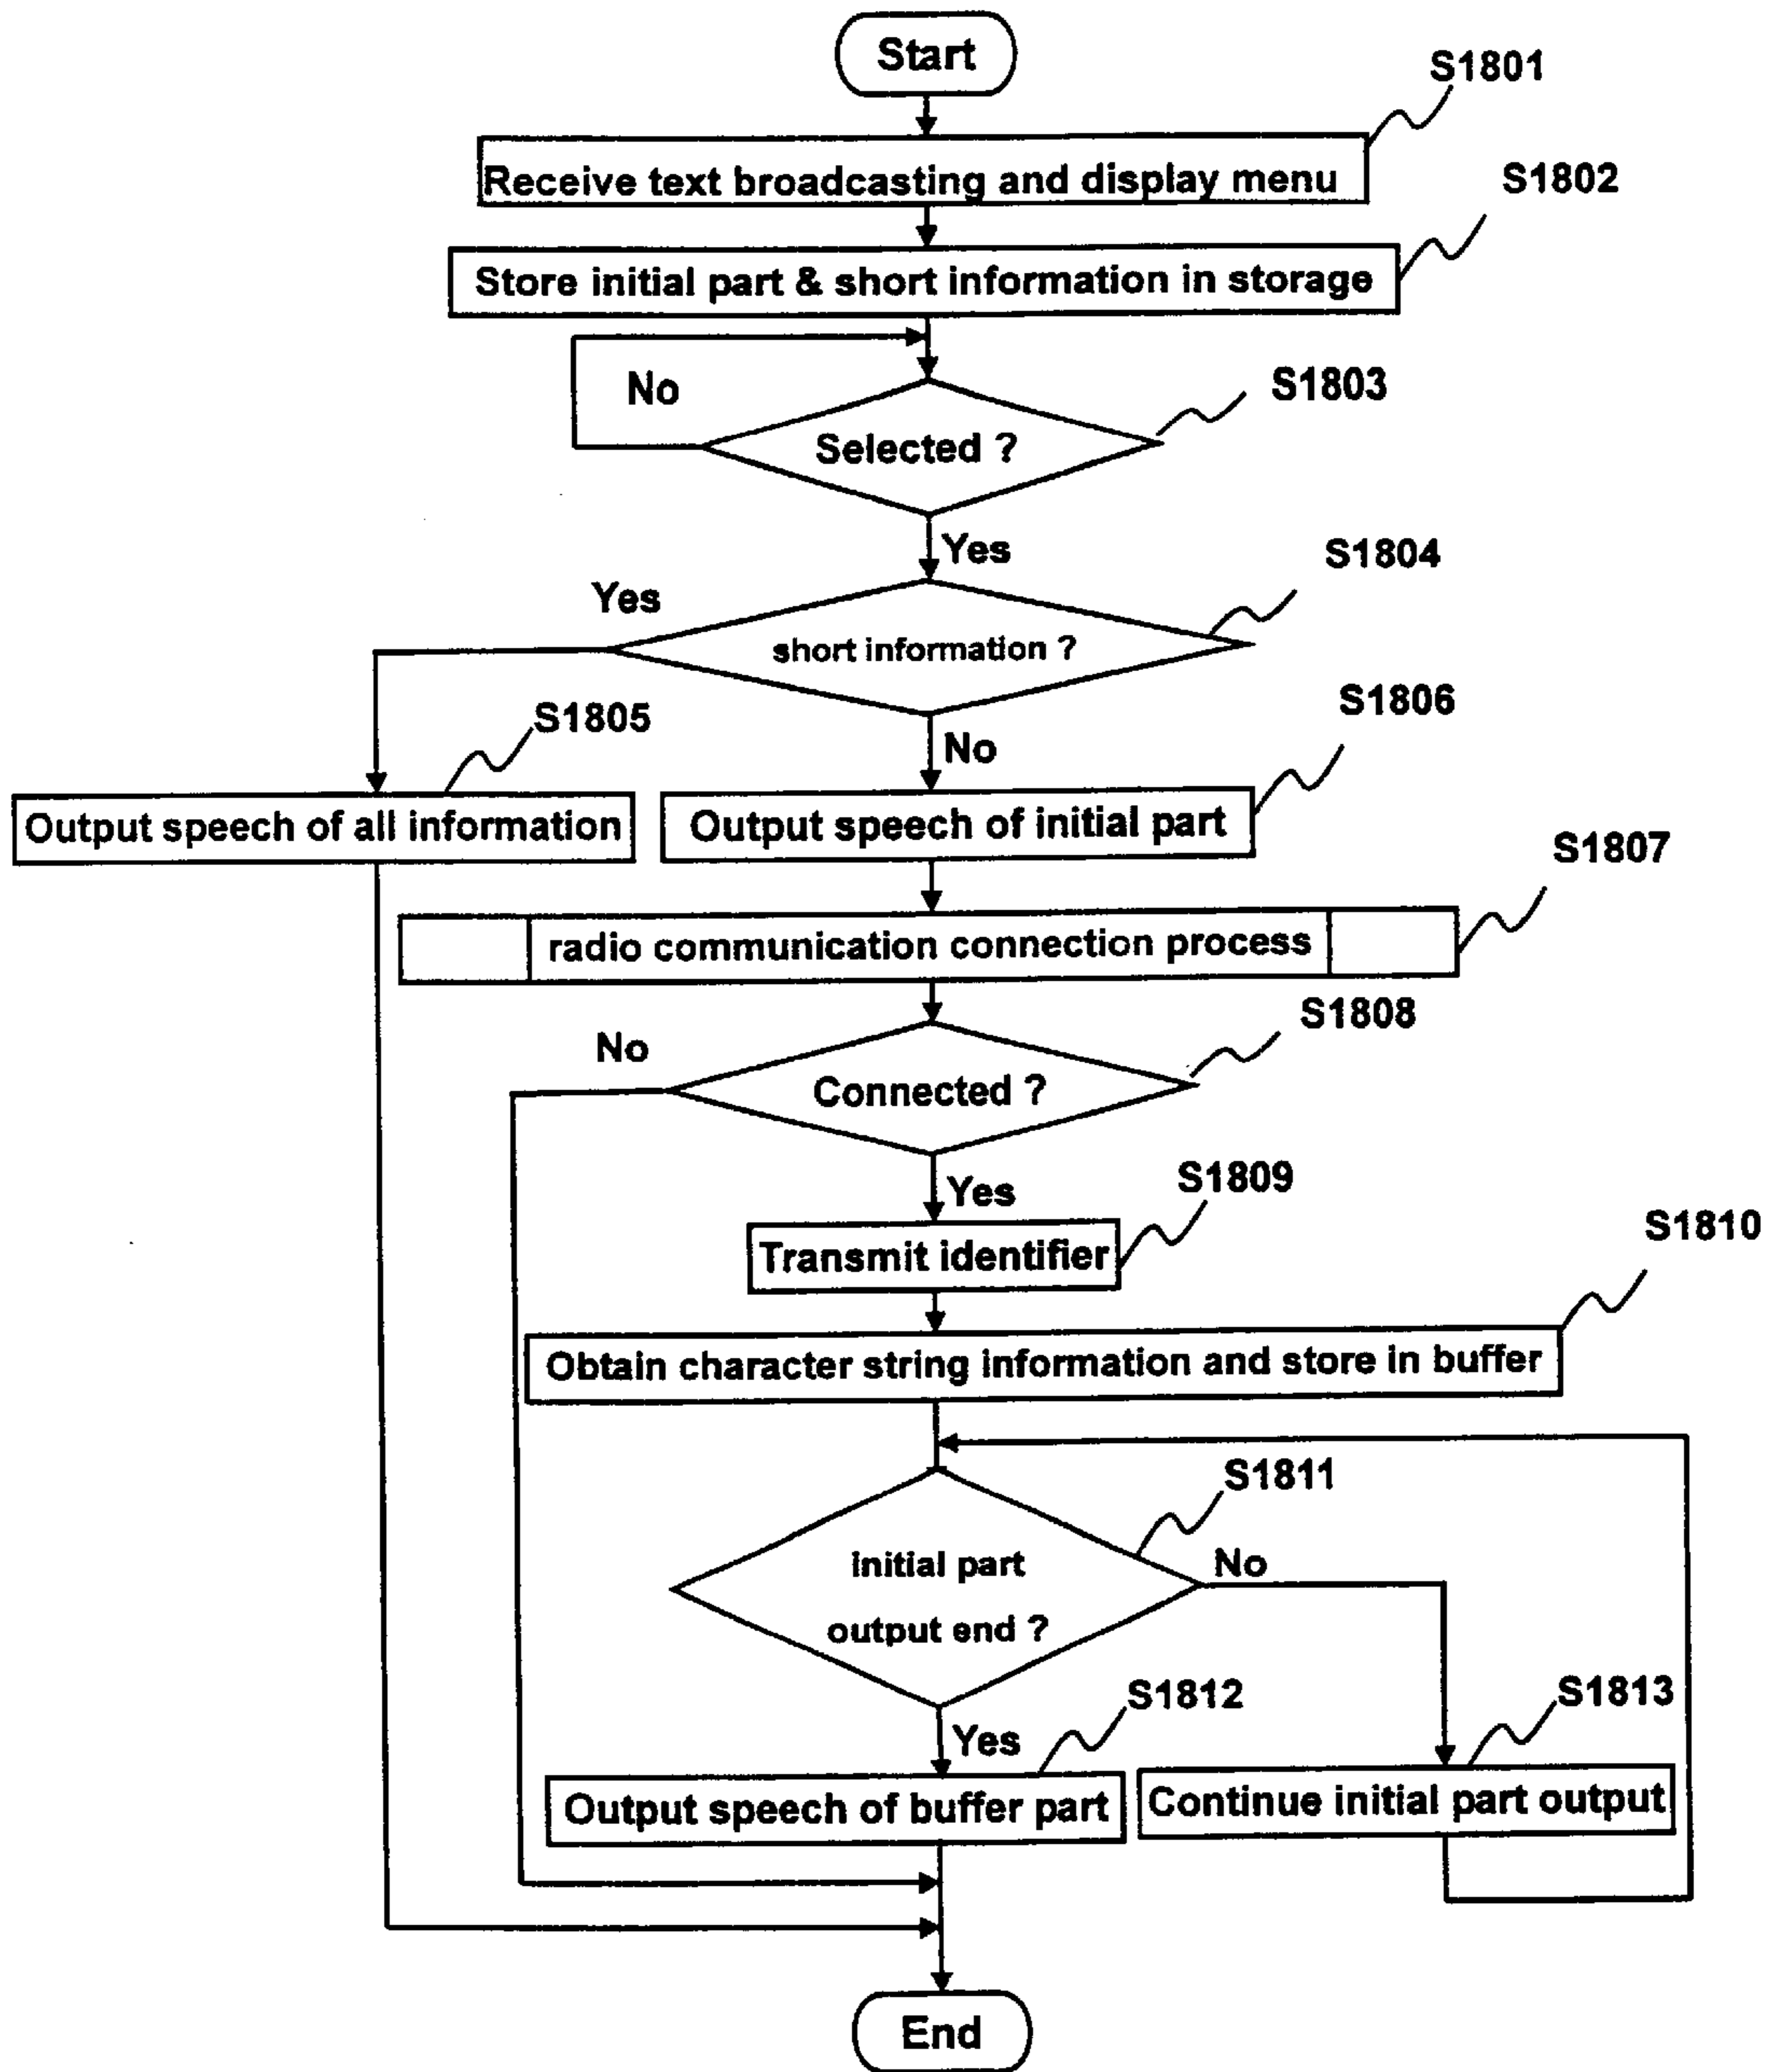 Start
S1801
Receive text broadcasting and display menu
S1802
Store initial part & short information in storage
No
S1803
Selected ?
Yes
S1804
Yes
short information ?
S1806
S1805
No
Output speech of all information
Output speech of initial part
S1807
radio communication connection process
S1808
No
Connected ?
S1809
Yes
S1810
Transmit identifier
Obtain character string information and store in buffer
S1811
initial part
No
output end ?
S1812
S1813
Yes
Output speech of buffer part
Continue initial part output
End